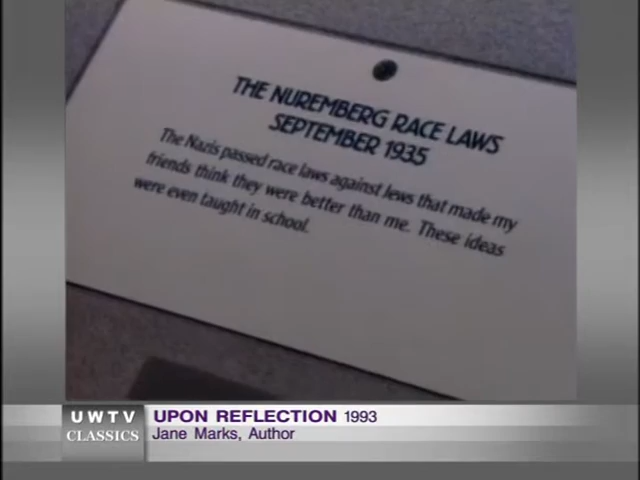 THE NUREMBERG RACE LAWS
SEPTEMBER 1935
The Nazis passed race laws against Jews that made my
friends think they were better than me. These ideas
were even taught in school.
UWTV
CLASSICS
UPON REFLECTION 1993
Jane Marks, Author